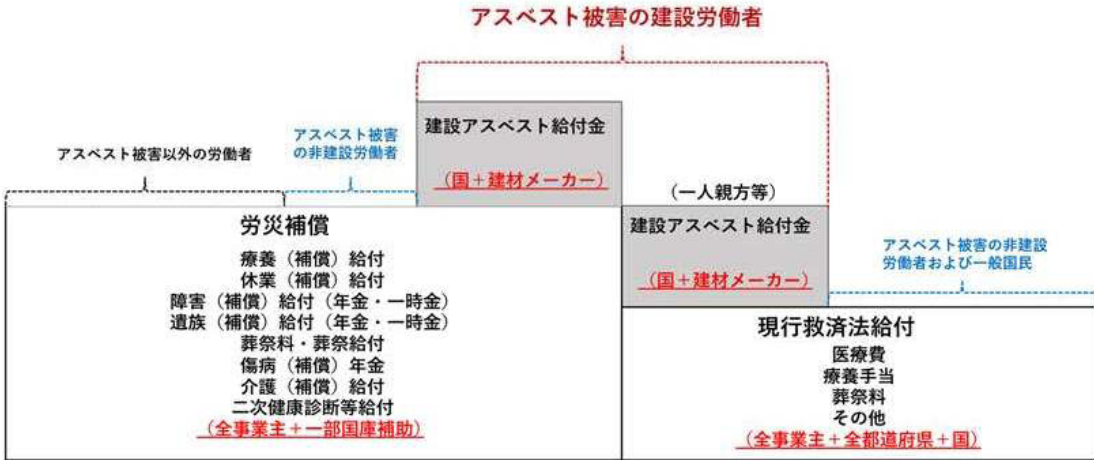 アスベスト被害の建設労働者
アスベスト被害以外の労働者
アスベスト被害
の非建設労働者
建設アスベスト給付金
（国＋建材メーカー）
（一人親方等）
建設アスベスト給付金
（国＋建材メーカー）
アスベスト被害の非建設
労働者および一般国民
労災補償
療養（補償）給付
休業（補償）給付
障害（補償）給付（年金・一時金）
遺族（補償）給付（年金・一時金）
葬祭料・葬祭給付
傷病（補償）年金
介護（補償）給付
二次健康診断等給付
（全事業主＋一部国庫補助）
現行救済法給付
医療費
療養手当
葬祭料
その他
（全事業主＋全都道府県＋国）